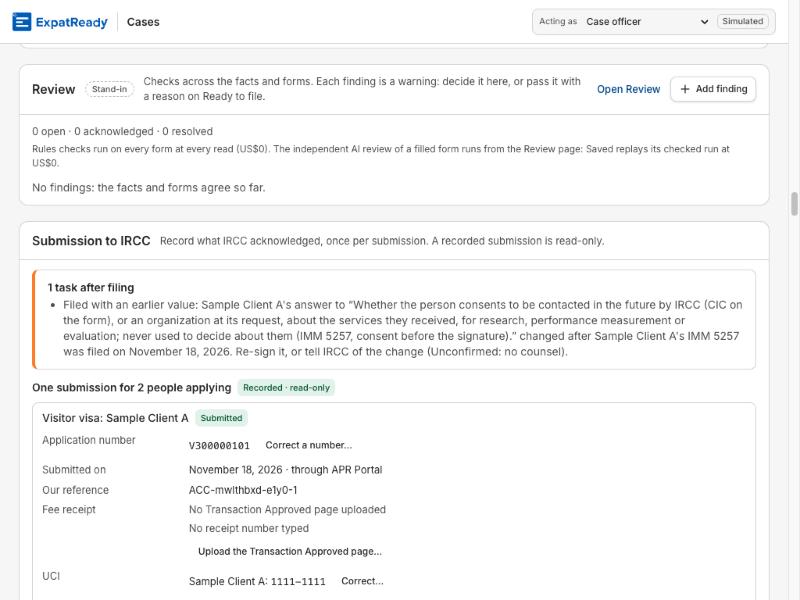 ExpatReady Cases
Acting as Case officer Simulated
Review Stand-in Checks across the facts and forms. Each finding is a warning: decide it here, or pass it with
a reason on Ready to file.
Open Review + Add finding
0 open · 0 acknowledged · 0 resolved
Rules checks run on every form at every read (US$0). The independent AI review of a filled form runs from the Review page: Saved replays its checked run at
US$0.
No findings: the facts and forms agree so far.
Submission to IRCC Record what IRCC acknowledged, once per submission. A recorded submission is read-only.
1 task after filing
• Filed with an earlier value: Sample Client A's answer to “Whether the person consents to be contacted in the future by IRCC (CIC on
the form), or an organization at its request, about the services they received, for research, performance measurement or
evaluation; never used to decide about them (IMM 5257, consent before the signature).” changed after Sample Client A's IMM 5257
was filed on November 18, 2026. Re-sign it, or tell IRCC of the change (Unconfirmed: no counsel).
One submission for 2 people applying Recorded · read-only
Visitor visa: Sample Client A Submitted
Application number V300000101 Correct a number...
Submitted on November 18, 2026 · through APR Portal
Our reference ACC-mwlthbxd-e1y0-1
Fee receipt No Transaction Approved page uploaded
No receipt number typed
Upload the Transaction Approved page...
UCI Sample Client A: 1111–1111 Correct...